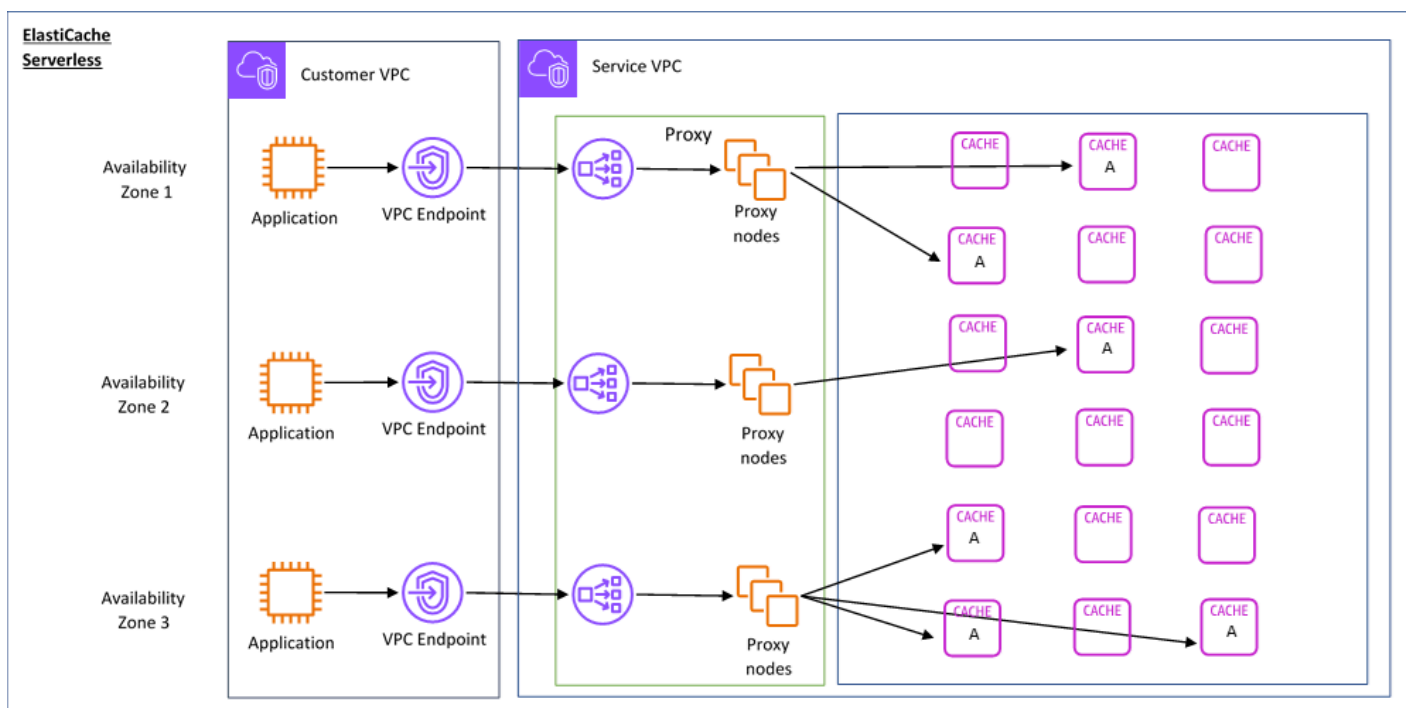 ElastiCache
Serverless
Customer VPC
Service VPC
Proxy
Availability
Zone 1
Application
VPC Endpoint
Proxy
nodes
CACHE
CACHE
A
CACHE
CACHE
A
CACHE
CACHE
Availability
Zone 2
Application
VPC Endpoint
Proxy
nodes
CACHE
CACHE
A
CACHE
CACHE
CACHE
CACHE
Availability
Zone 3
Application
VPC Endpoint
Proxy
nodes
CACHE
A
CACHE
CACHE
CACHE
A
CACHE
CACHE
A